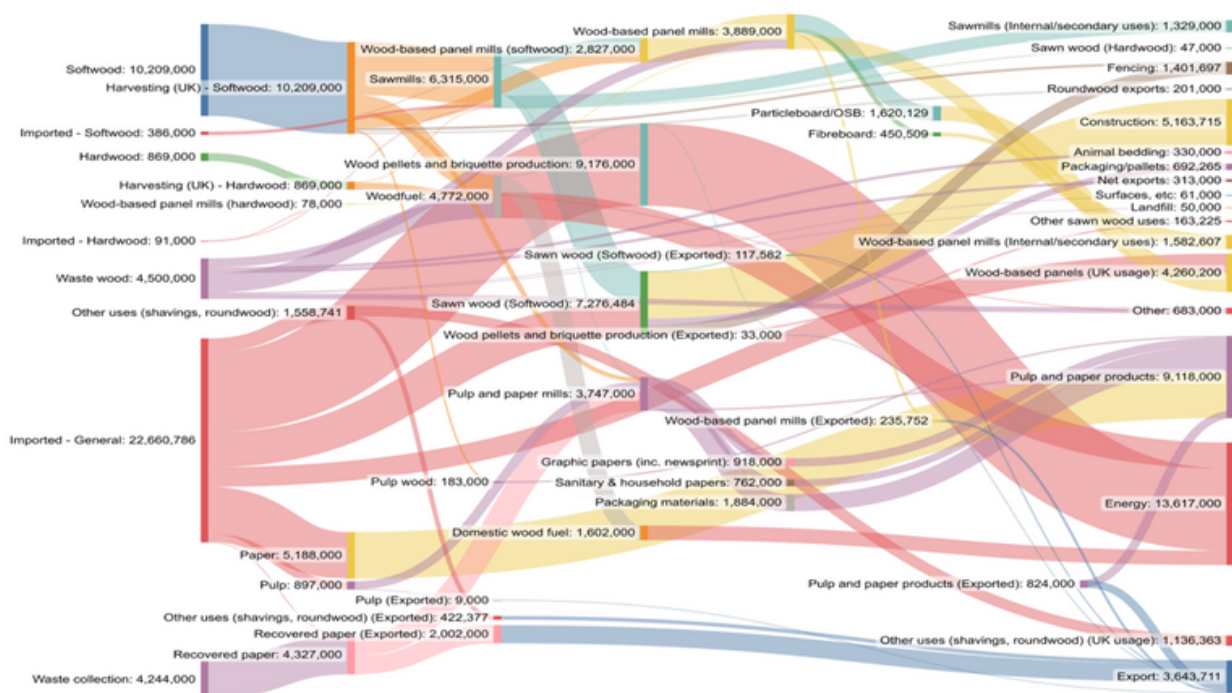 Softwood: 10,209,000
Harvesting (UK) - Softwood: 10,209,000
Imported - Softwood: 386,000
Hardwood: 869,000
Harvesting (UK) - Hardwood: 869,000
Wood-based panel mills (hardwood): 78,000
Imported - Hardwood: 91,000
Waste wood: 4,500,000
Other uses (shavings, roundwood): 1,558,741
Imported - General: 22,660,786
Paper: 5,188,000
Pulp: 897,000
Recovered paper: 4,327,000
Waste collection: 4,244,000
Wood-based panel mills (softwood): 2,827,000
Sawmills: 6,315,000
Wood pellets and briquette production: 9,176,000
Woodfuel: 4,772,000
Sawn wood (Softwood) (Exported): 117,582
Sawn wood (Softwood): 7,276,484
Wood pellets and briquette production (Exported): 33,000
Pulp and paper mills: 3,747,000
Pulp wood: 183,000
Domestic wood fuel: 1,602,000
Pulp (Exported): 9,000
Other uses (shavings, roundwood) (Exported): 422,377
Recovered paper (Exported): 2,002,000
Wood-based panel mills: 3,889,000
Particleboard/OSB: 1,620,129
Fibreboard: 450,509
Wood-based panel mills (Exported): 235,752
Graphic papers (inc. newsprint): 918,000
Sanitary & household papers: 762,000
Packaging materials: 1,884,000
Pulp and paper products (Exported): 824,000
Sawmills (Internal/secondary uses): 1,329,000
Sawn wood (Hardwood): 47,000
Fencing: 1,401,697
Roundwood exports: 201,000
Construction: 5,163,715
Animal bedding: 330,000
Packaging/pallets: 692,265
Net exports: 313,000
Surfaces, etc: 61,000
Landfill: 50,000
Other sawn wood uses: 163,225
Wood-based panel mills (Internal/secondary uses): 1,582,607
Wood-based panels (UK usage): 4,260,200
Other: 683,000
Pulp and paper products: 9,118,000
Energy: 13,617,000
Other uses (shavings, roundwood) (UK usage): 1,136,363
Export: 3,643,711